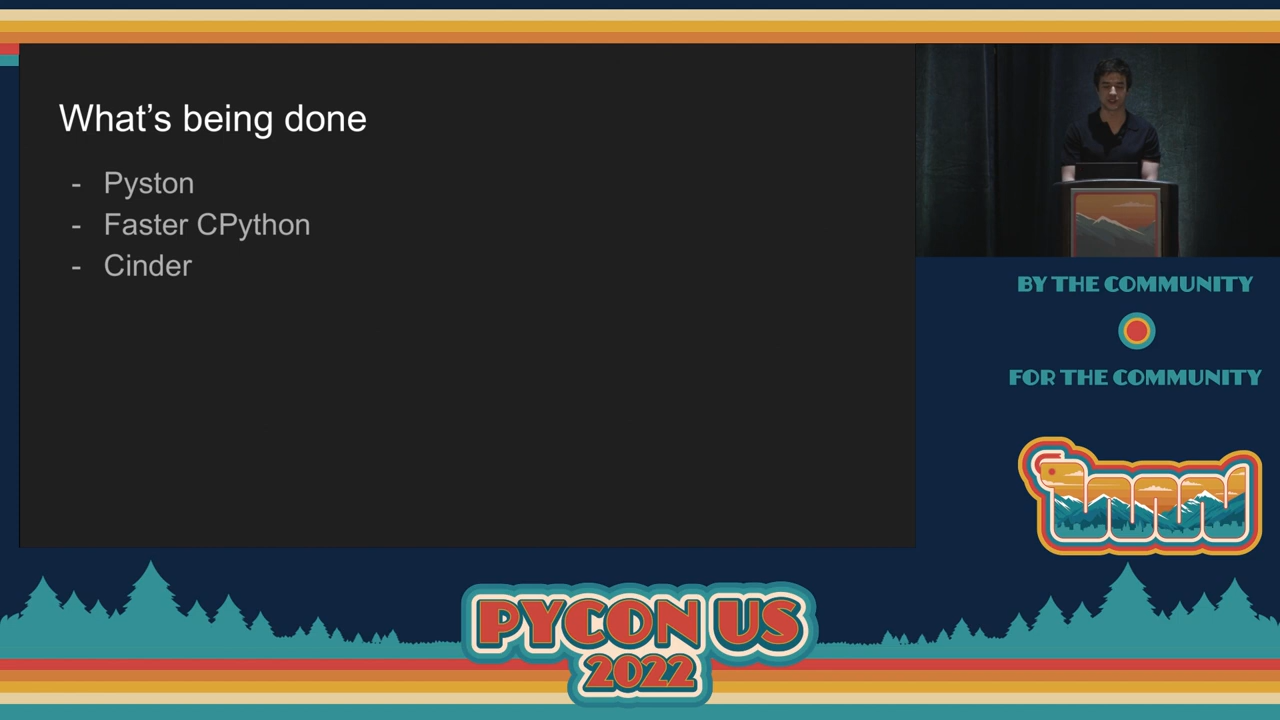 What's being done
- Pyston
- Faster CPython
- Cinder
BY THE COMMUNITY
FOR THE COMMUNITY
PYCON US
2022